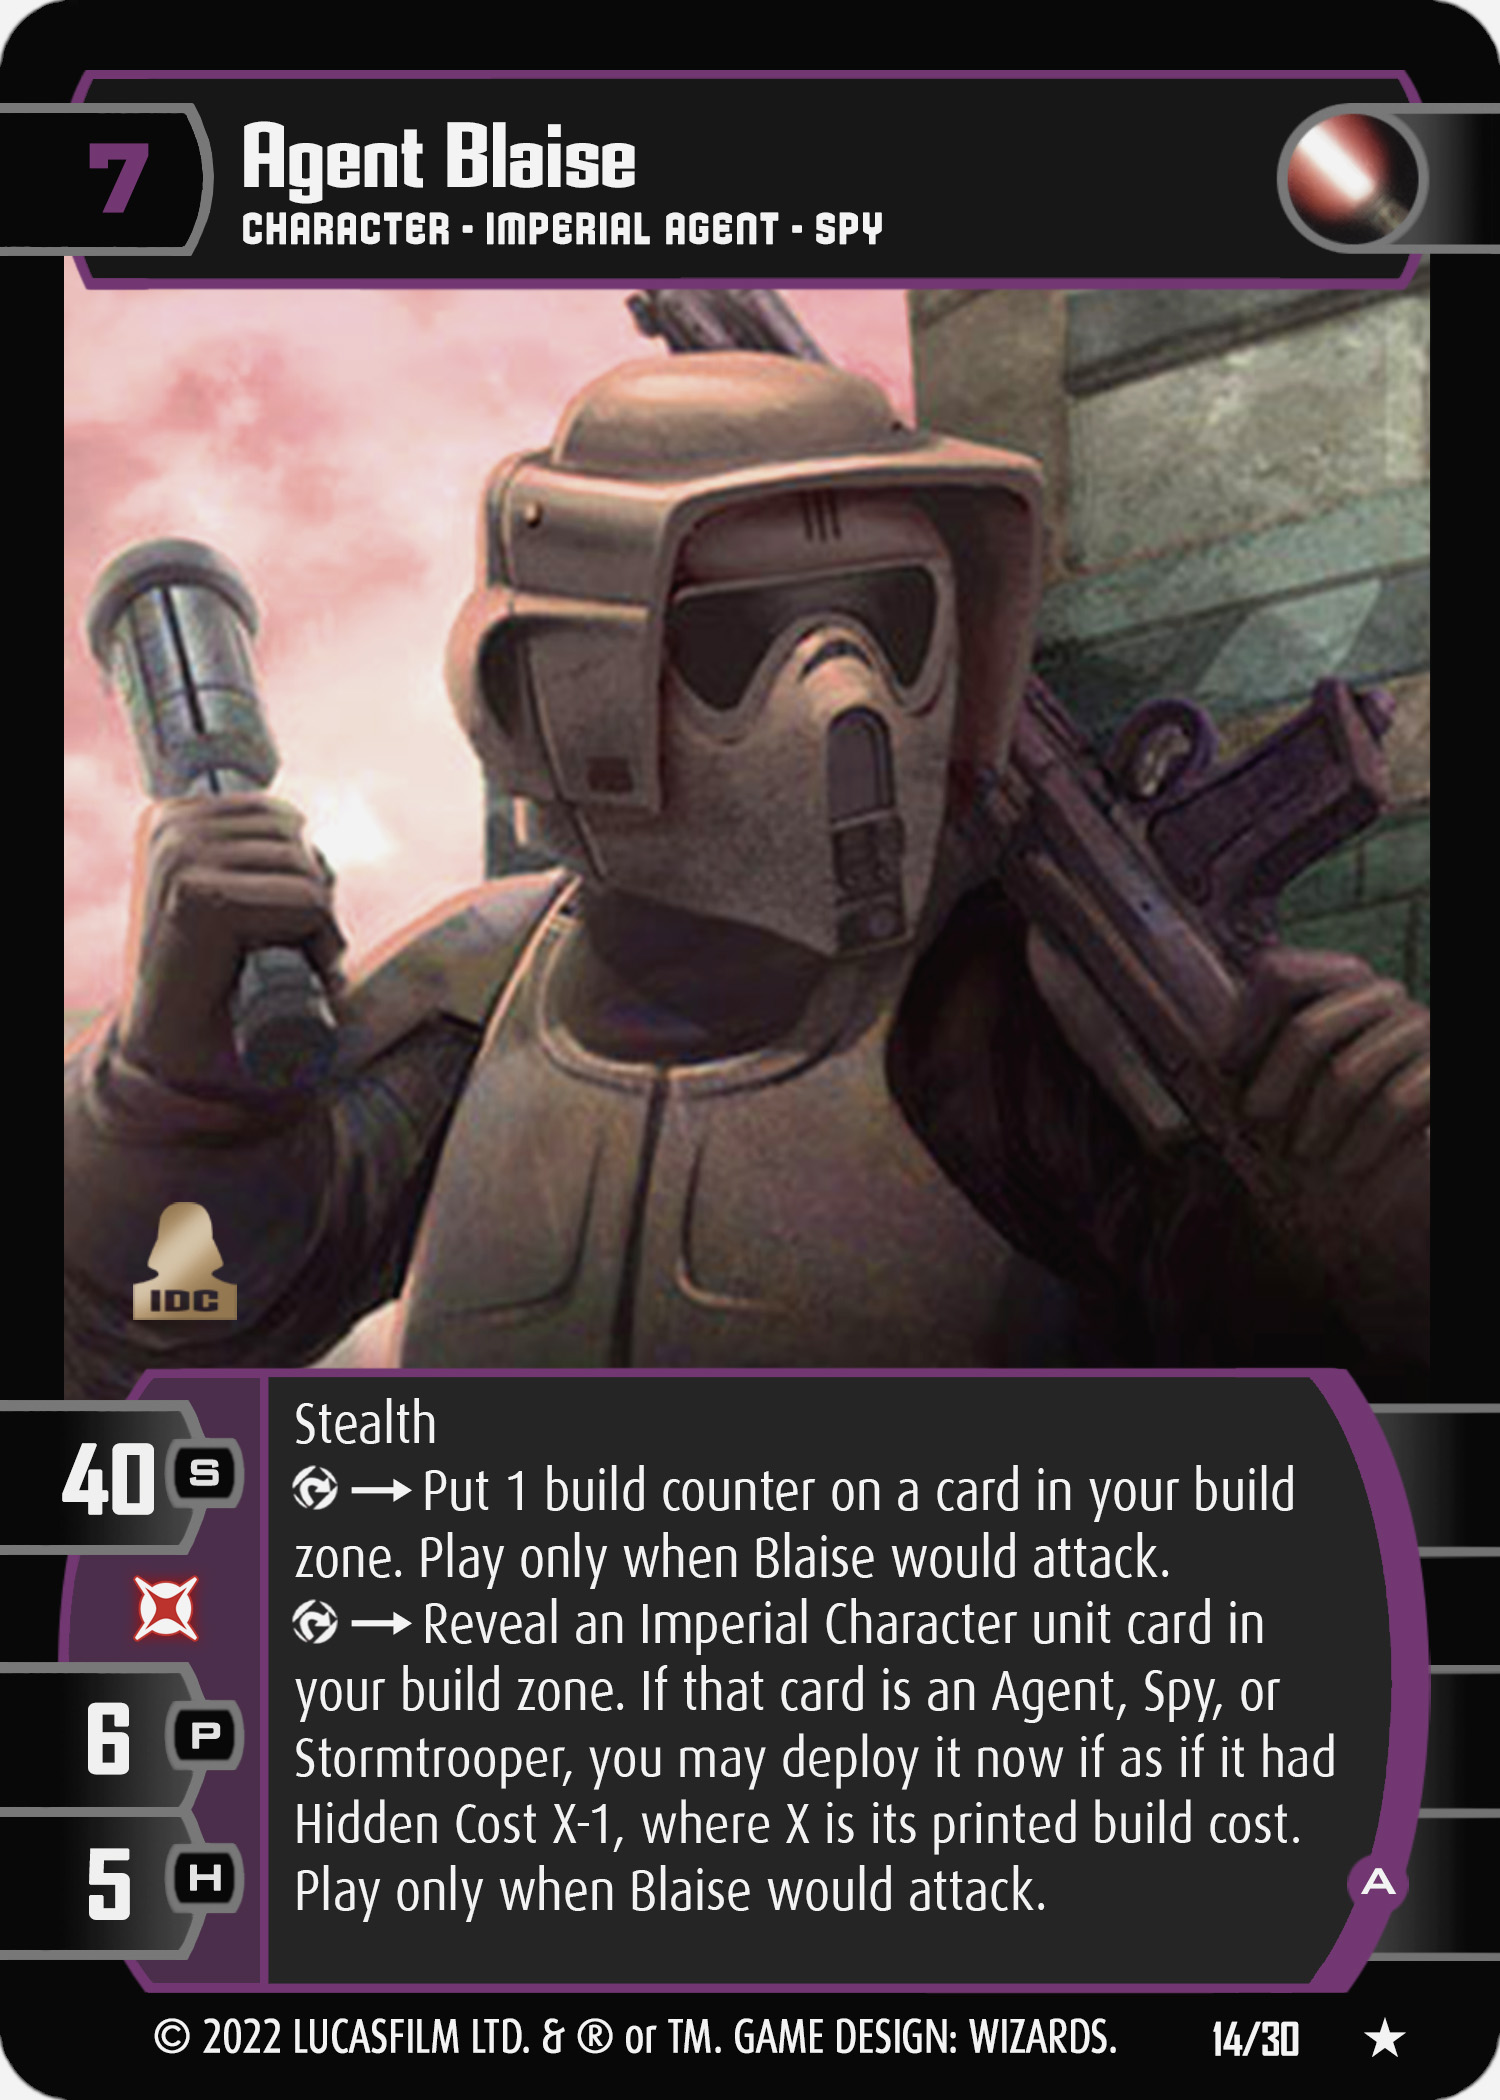 7
Agent Blaise
CHARACTER - IMPERIAL AGENT - SPY
IDC
40 S
6 P
5 H
Stealth
→ Put 1 build counter on a card in your build
zone. Play only when Blaise would attack.
→ Reveal an Imperial Character unit card in
your build zone. If that card is an Agent, Spy, or
Stormtrooper, you may deploy it now if as if it had
Hidden Cost X-1, where X is its printed build cost.
Play only when Blaise would attack.
A
© 2022 LUCASFILM LTD. & ® or TM. GAME DESIGN: WIZARDS. 14/30 ★